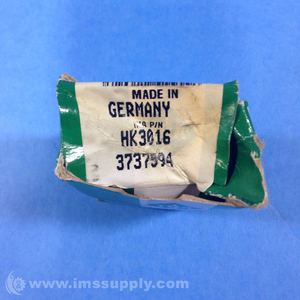 MADE IN
GERMANY
P/N
HK3016
3737594
© www.imssupply.com